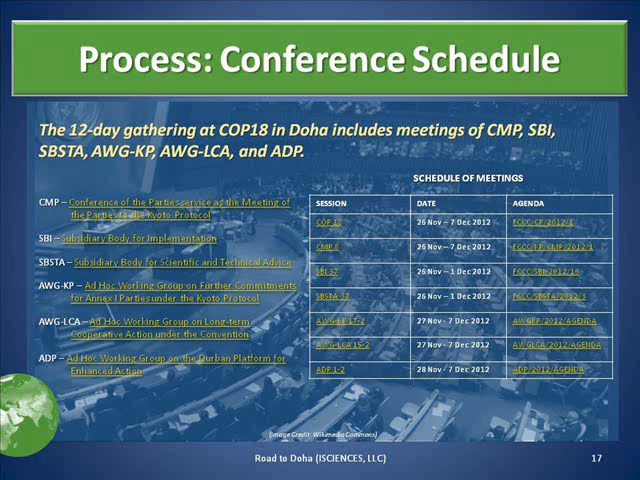 Process: Conference Schedule
The 12-day gathering at COP18 in Doha includes meetings of CMP, SBI,
SBSTA, AWG-KP, AWG-LCA, and ADP.
SCHEDULE OF MEETINGS
CMP – Conference of the Parties service as the Meeting of
the Parties to the Kyoto Protocol
SBI – Subsidiary Body for Implementation
SBSTA – Subsidiary Body for Scientific and Technical Advice
AWG-KP – Ad Hoc Working Group on Further Commitments
for Annex I Parties under the Kyoto Protocol
AWG-LCA – Ad Hoc Working Group on Long-term
Cooperative Action under the Convention
ADP – Ad Hoc Working Group on the Durban Platform for
Enhanced Action
SESSION DATE AGENDA
COP 18 26 Nov – 7 Dec 2012 FCCC/CP/2012/1
CMP 8 26 Nov – 7 Dec 2012 FCCC/KP/CMP/2012/1
SBI 37 26 Nov – 1 Dec 2012 FCCC/SBI/2012/16
SBSTA 37 26 Nov – 1 Dec 2012 FCCC/SBSTA/2012/3
AWG-KP 17-2 27 Nov - 7 Dec 2012 AWGKP/2012/AGENDA
AWG-LCA 15-2 27 Nov - 7 Dec 2012 AWGLCA/2012/AGENDA
ADP 1-2 28 Nov - 7 Dec 2012 ADP/2012/AGENDA
(Image Credit: Wikimedia Commons)
Road to Doha (ISCIENCES, LLC) 17